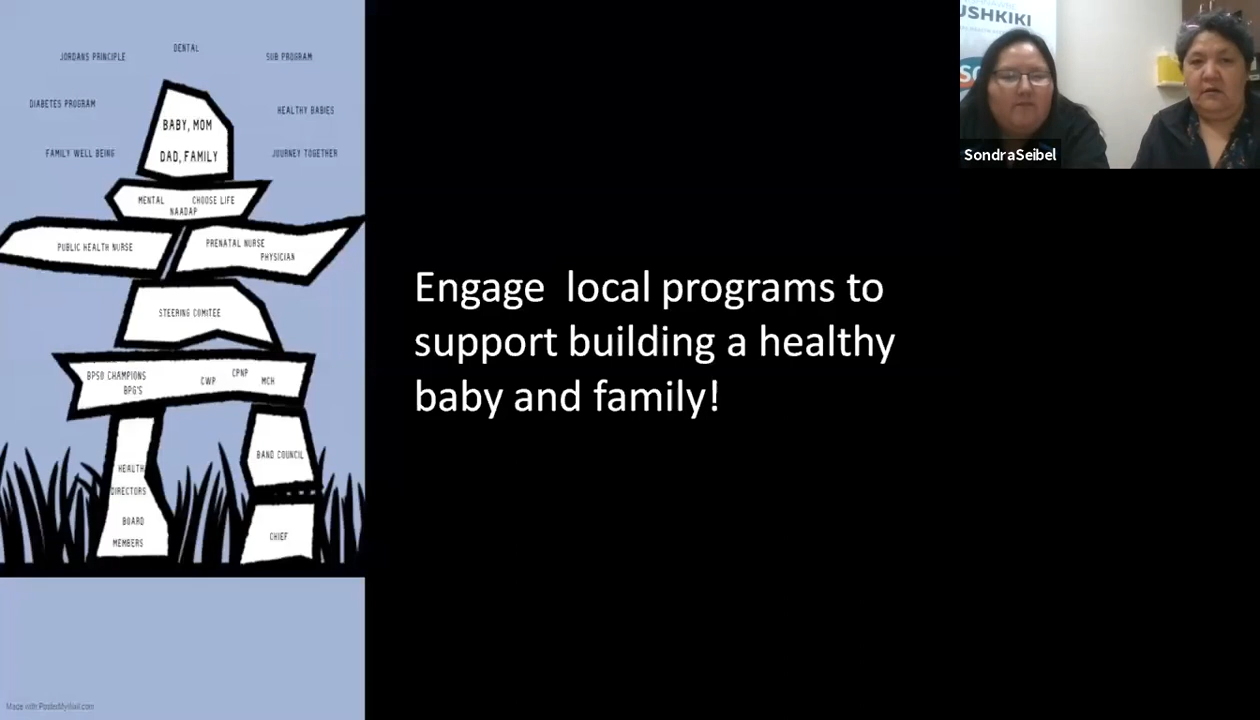 DENTAL
JORDANS PRINCIPLE
SUB PROGRAM
DIABETES PROGRAM
HEALTHY BABIES
FAMILY WELL BEING
JOURNEY TOGETHER
BABY, MOM
DAD, FAMILY
MENTAL
CHOOSE LIFE
NAADAP
PUBLIC HEALTH NURSE
PRENATAL NURSE
PHYSICIAN
STEERING COMITEE
BPSO CHAMPIONS
BPG'S
CWP
CPNP
MCH
HEALTH
DIRECTORS
BOARD
MEMBERS
BAND COUNCIL
CHIEF
Made with PosterMyWall.com
Engage local programs to
support building a healthy
baby and family!
USHKIKI
SondraSeibel